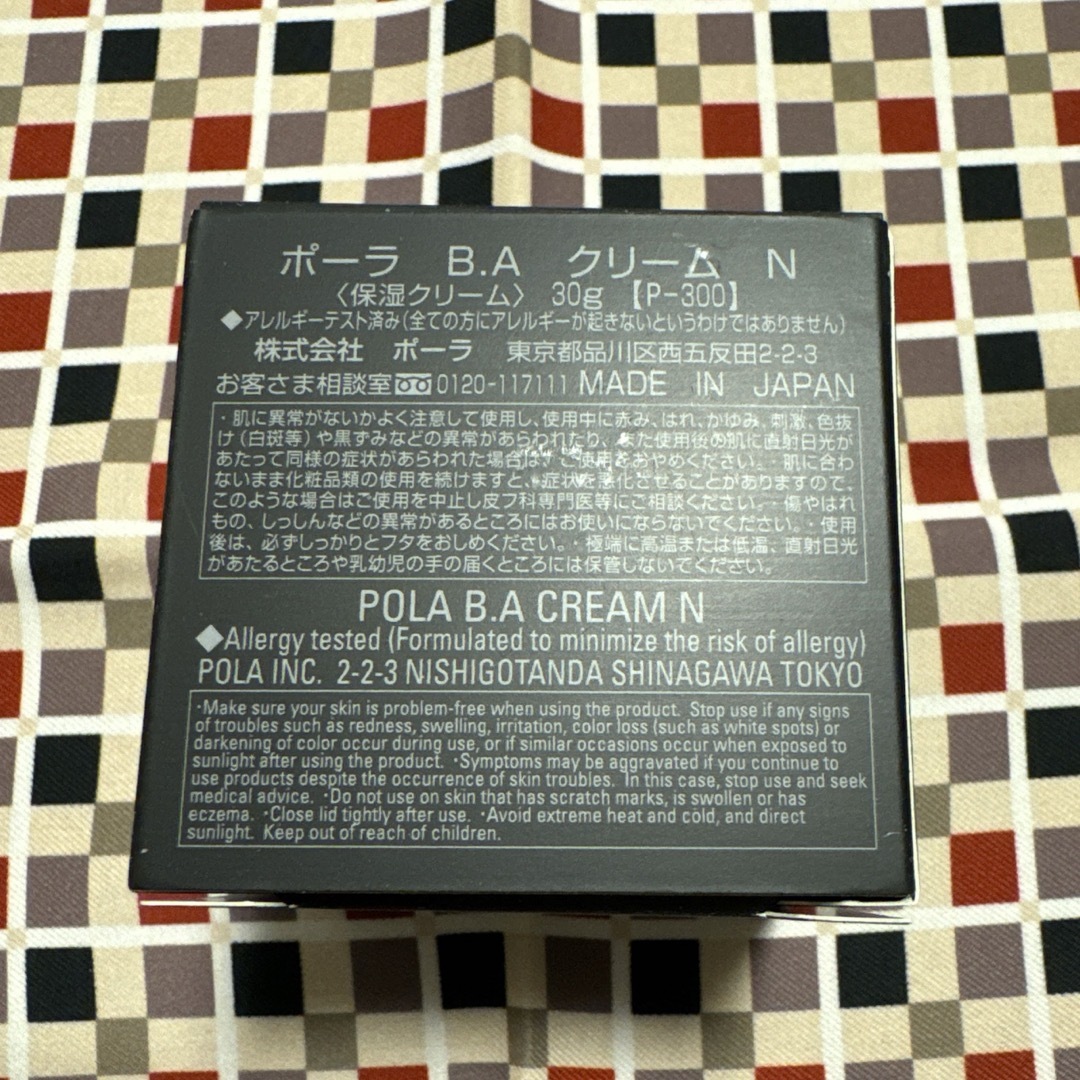 ポーラ B.A クリーム N
〈保湿クリーム〉 30g 【P-300】
◆アレルギーテスト済み(全ての方にアレルギーが起きないというわけではありません)
株式会社 ポーラ 東京都品川区西五反田2-2-3
お客さま相談室 0120-117111 MADE IN JAPAN
・肌に異常がないかよく注意して使用し、使用中に赤み、はれ、かゆみ、刺激、色抜
け(白斑等)や黒ずみなどの異常があらわれたり、また使用後の肌に直射日光が
あたって同様の症状があらわれた場合は、ご使用をおやめください。・肌に合わ
ないまま化粧品類の使用を続けますと、症状を悪化させることがありますので、
このような場合はご使用を中止し皮フ科専門医等にご相談ください。・傷やはれ
もの、しっしんなどの異常があるところにはお使いにならないでください。・使用
後は、必ずしっかりとフタをおしめください。・極端に高温または低温、直射日光
があたるところや乳幼児の手の届くところには保管しないでください。
POLA B.A CREAM N
◆Allergy tested (Formulated to minimize the risk of allergy)
POLA INC. 2-2-3 NISHIGOTANDA SHINAGAWA TOKYO
・Make sure your skin is problem-free when using the product. Stop use if any signs
of troubles such as redness, swelling, irritation, color loss (such as white spots) or
darkening of color occur during use, or if similar occasions occur when exposed to
sunlight after using the product. ・Symptoms may be aggravated if you continue to
use products despite the occurrence of skin troubles. In this case, stop use and seek
medical advice. ・Do not use on skin that has scratch marks, is swollen or has
eczema. ・Close lid tightly after use. ・Avoid extreme heat and cold, and direct
sunlight. Keep out of reach of children.